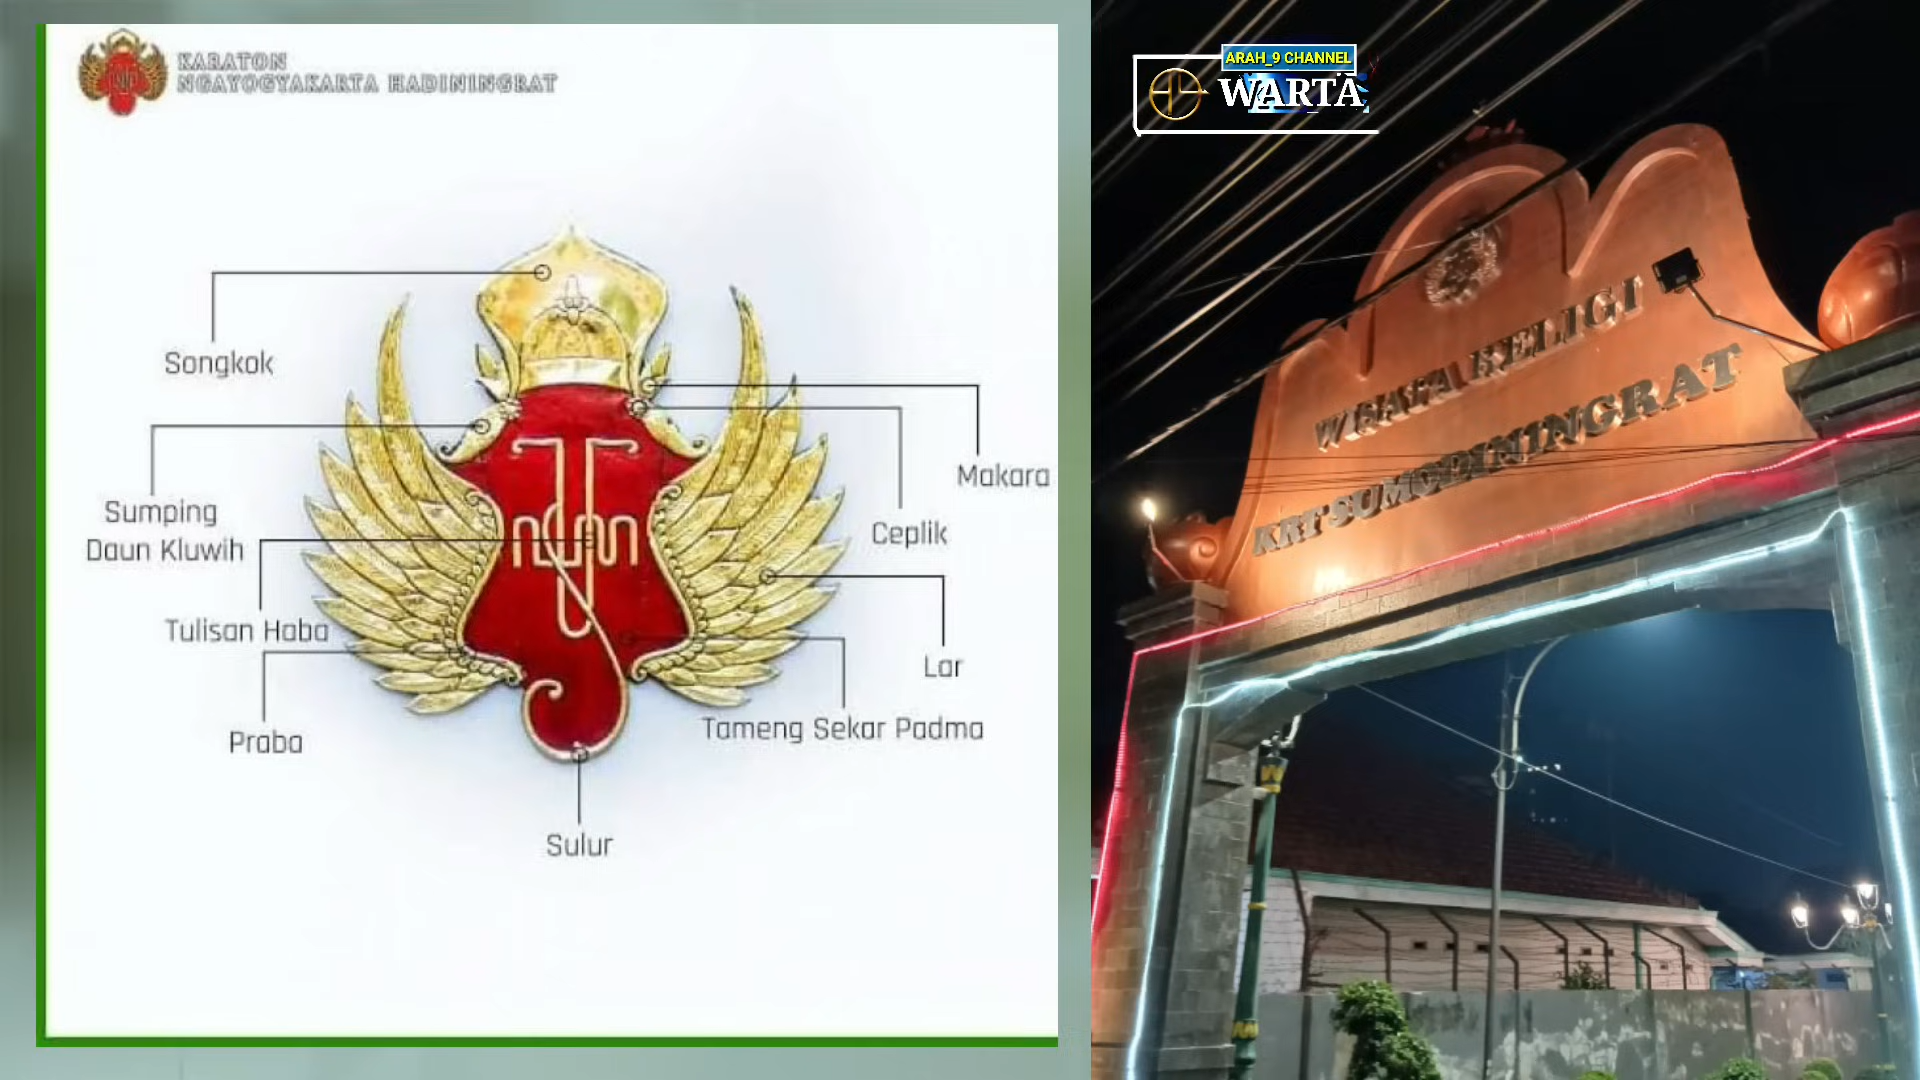 KARATON
NGAYOGYAKARTA HADININGRAT
Songkok
Sumping
Daun Kluwih
Tulisan Haba
Praba
Sulur
Makara
Ceplik
Lar
Tameng Sekar Padma
ARAH_9 CHANNEL
WARTA
WISATA RELIGI
KRT SUMODININGRAT